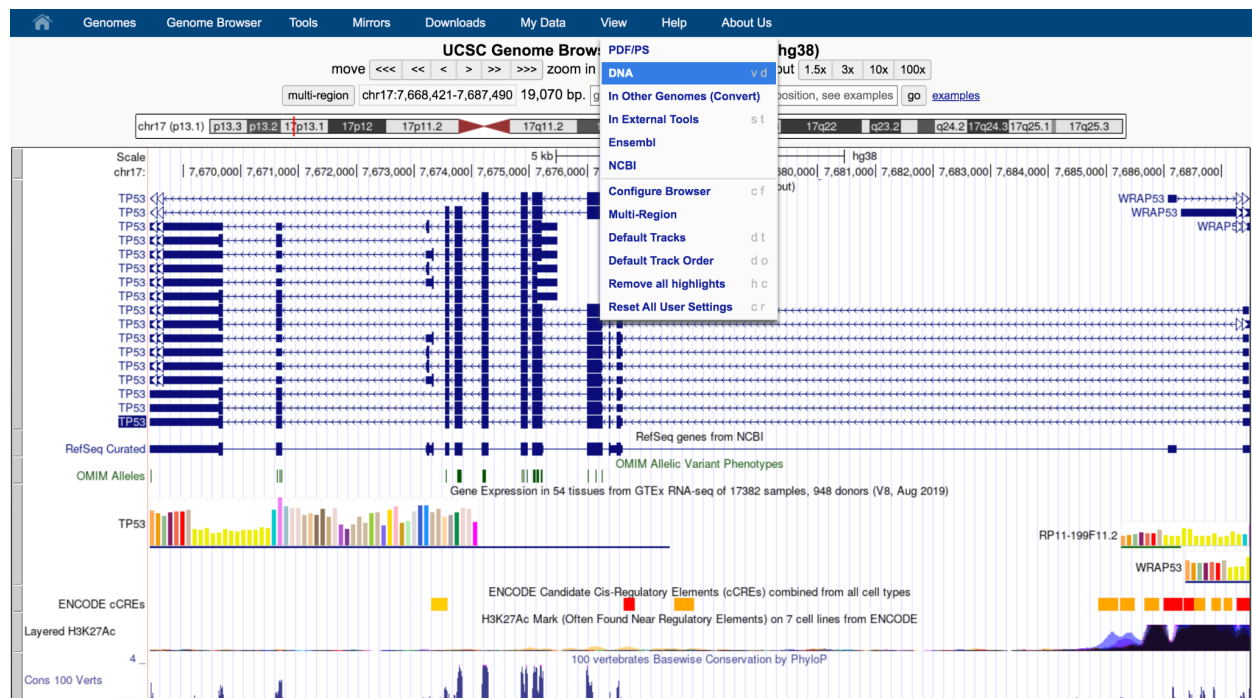 Genomes Genome Browser Tools Mirrors Downloads My Data View Help About Us
UCSC Genome Brow hg38)
move <<< << < > >> >>> zoom in out 1.5x 3x 10x 100x
multi-region chr17:7,668,421-7,687,490 19,070 bp. osition, see examples go examples
PDF/PS
DNA v d
In Other Genomes (Convert)
In External Tools s t
Ensembl
NCBI
Configure Browser c f
Multi-Region
Default Tracks d t
Default Track Order d o
Remove all highlights h c
Reset All User Settings c r
chr17 (p13.1) p13.3 p13.2 17p13.1 17p12 17p11.2 17q11.2 17q22 q23.2 q24.2 17q24.3 17q25.1 17q25.3
Scale 5 kb hg38
chr17: 7,670,000 7,671,000 7,672,000 7,673,000 7,674,000 7,675,000 7,676,000 7 680,000 7,681,000 7,682,000 7,683,000 7,684,000 7,685,000 7,686,000 7,687,000
out)
TP53 WRAP53
TP53 WRAP53
TP53 WRAP53
TP53
TP53
TP53
TP53
TP53
TP53
TP53
TP53
TP53
TP53
TP53
TP53
TP53
TP53
RefSeq genes from NCBI
RefSeq Curated
OMIM Allelic Variant Phenotypes
OMIM Alleles
Gene Expression in 54 tissues from GTEx RNA-seq of 17382 samples, 948 donors (V8, Aug 2019)
TP53
RP11-199F11.2
WRAP53
ENCODE Candidate Cis-Regulatory Elements (cCREs) combined from all cell types
ENCODE cCREs
H3K27Ac Mark (Often Found Near Regulatory Elements) on 7 cell lines from ENCODE
Layered H3K27Ac
100 vertebrates Basewise Conservation by PhyloP
4 _
Cons 100 Verts